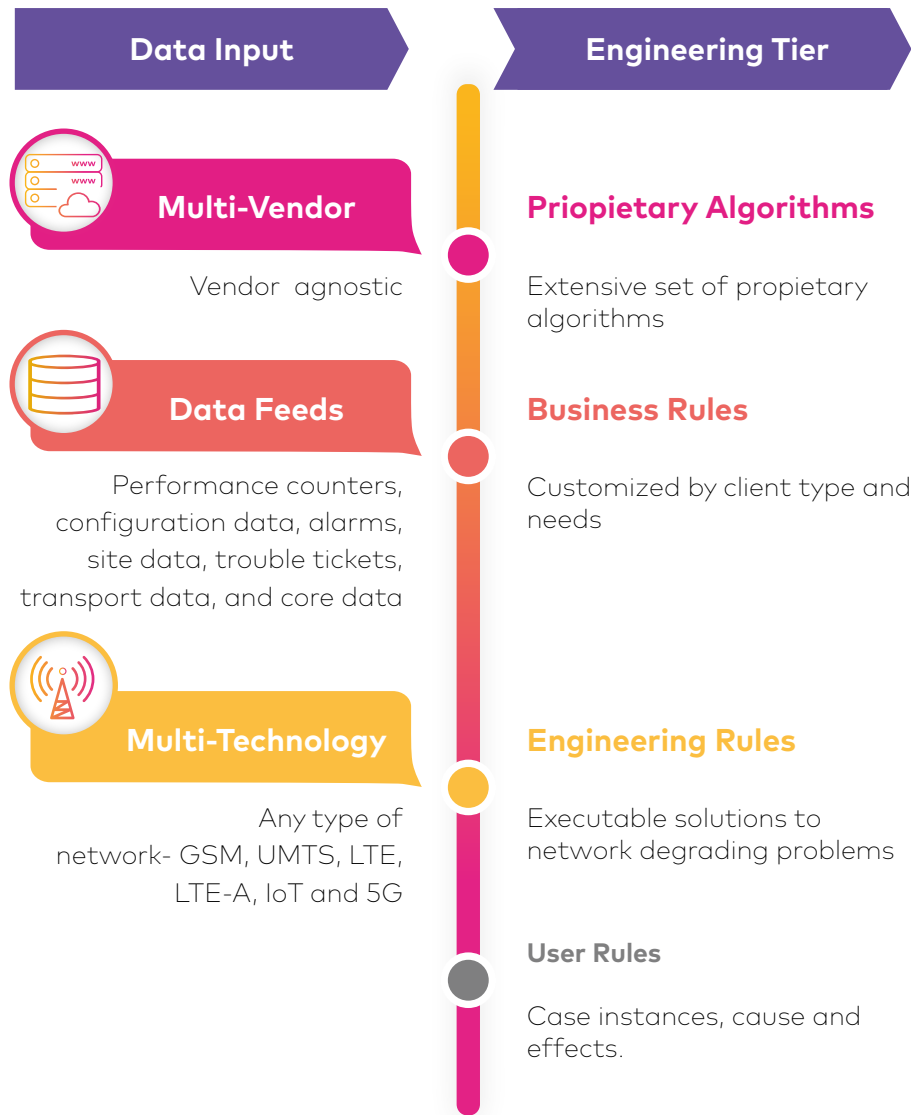 Data Input
Engineering Tier
www
www
Multi-Vendor
Vendor agnostic
Priopietary Algorithms
Extensive set of propietary
algorithms
Data Feeds
Performance counters,
configuration data, alarms,
site data, trouble tickets,
transport data, and core data
Business Rules
Customized by client type and
needs
Multi-Technology
Any type of
network- GSM, UMTS, LTE,
LTE-A, IoT and 5G
Engineering Rules
Executable solutions to
network degrading problems
User Rules
Case instances, cause and
effects.